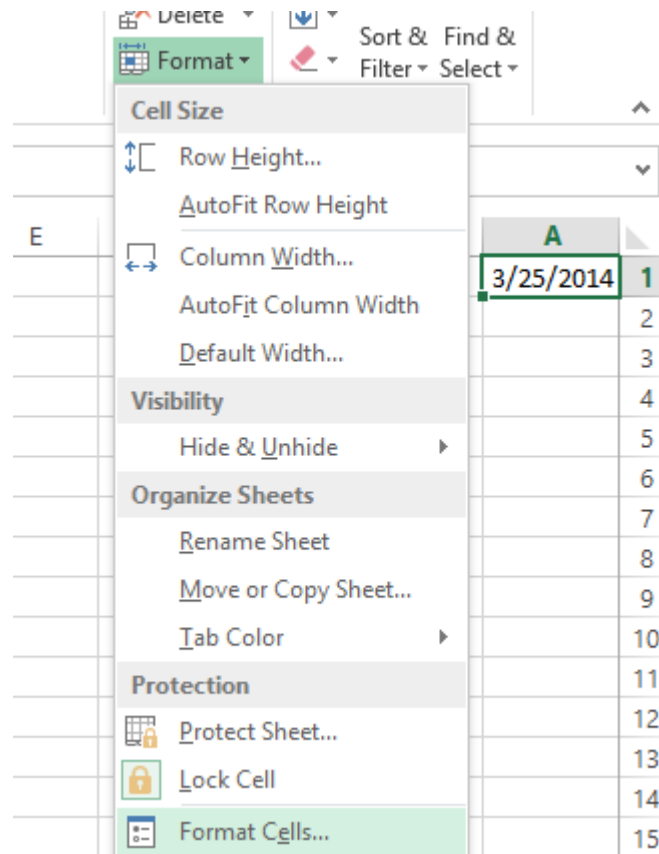 Delete
Format
Sort & Find &
Filter Select
Cell Size
Row Height...
AutoFit Row Height
Column Width...
AutoFit Column Width
Default Width...
Visibility
Hide & Unhide
Organize Sheets
Rename Sheet
Move or Copy Sheet...
Tab Color
Protection
Protect Sheet...
Lock Cell
Format Cells...
E A
3/25/2014 1
2
3
4
5
6
7
8
9
10
11
12
13
14
15